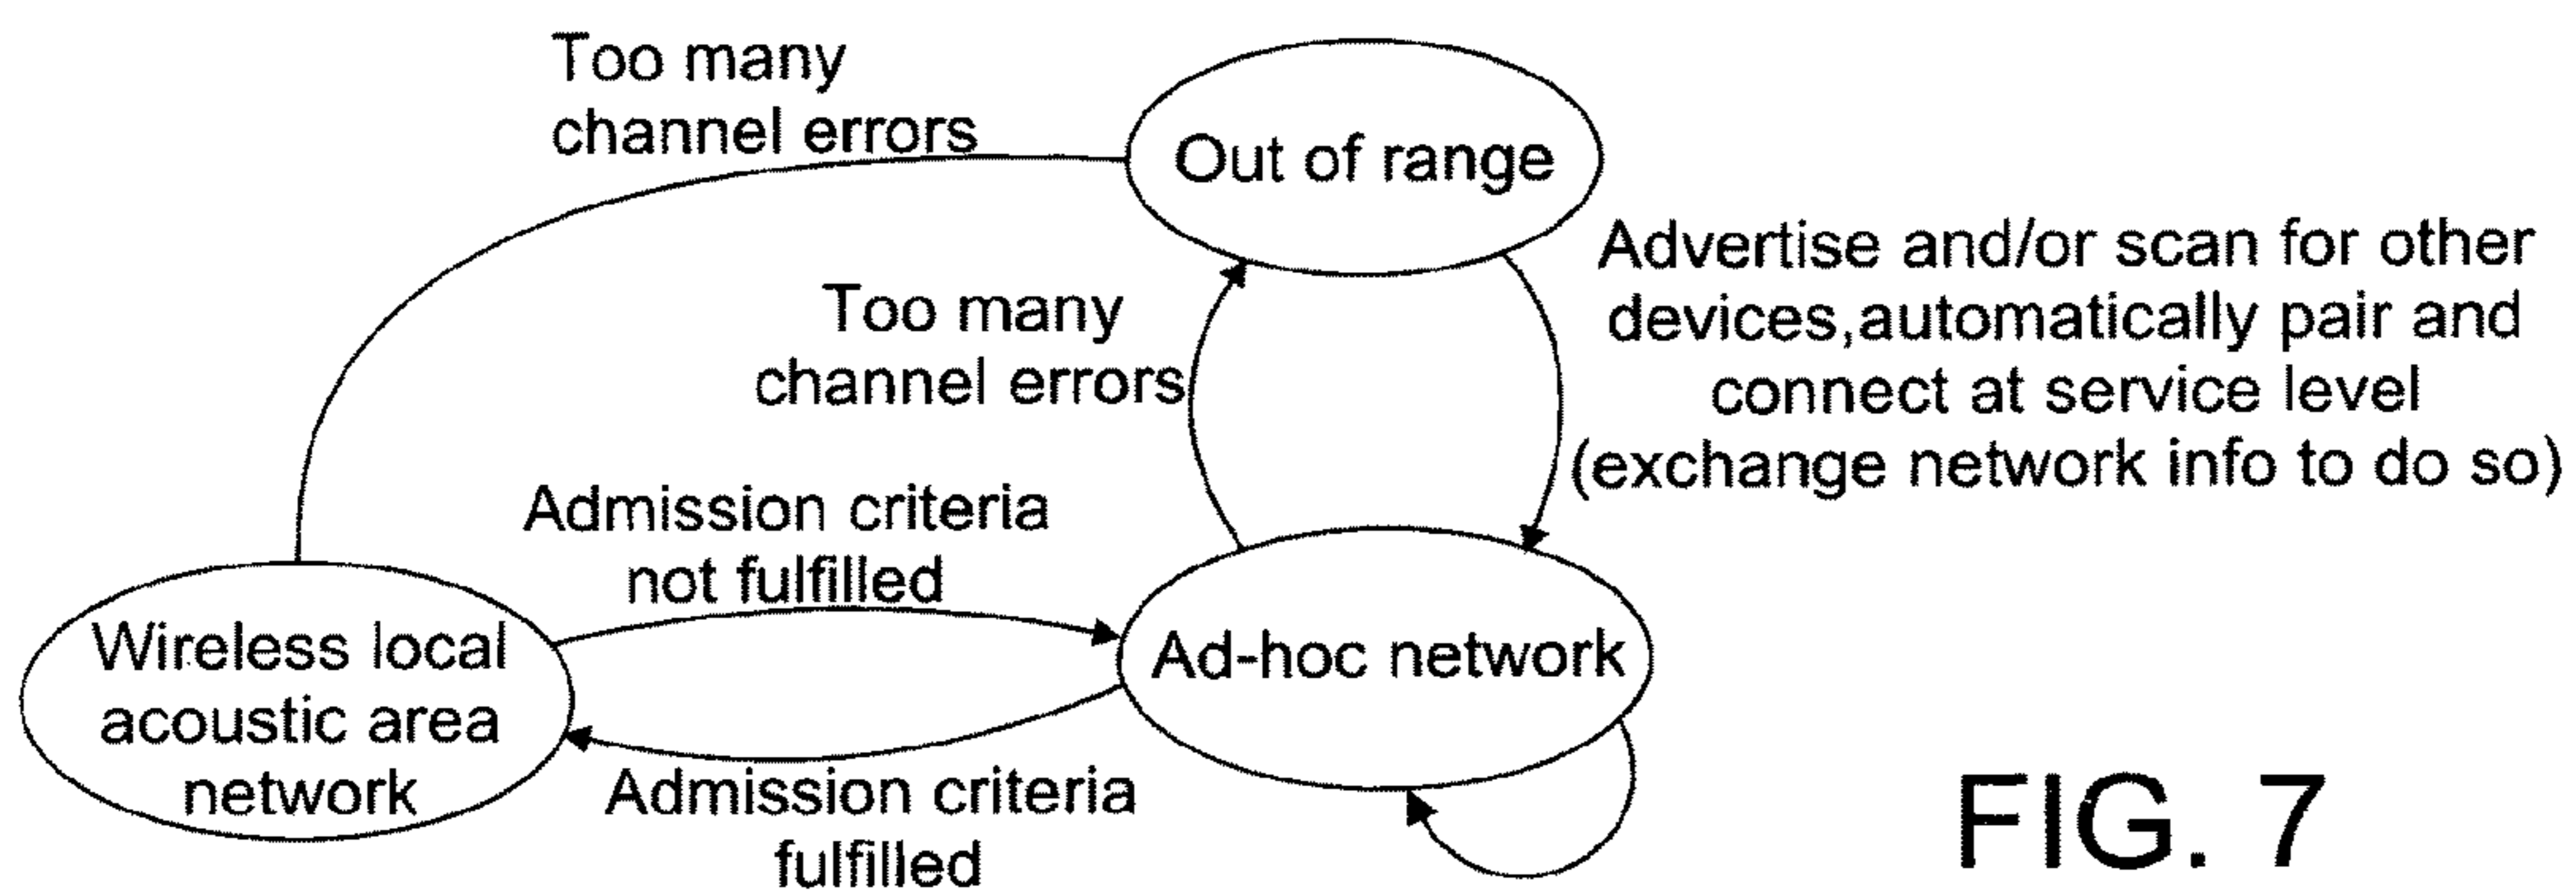 Too many
channel errors
Out of range
Advertise and/or scan for other
devices,automatically pair and
connect at service level
(exchange network info to do so)
Too many
channel errors
Admission criteria
not fulfilled
Wireless local
acoustic area
network
Ad-hoc network
Admission criteria
fulfilled
FIG. 7